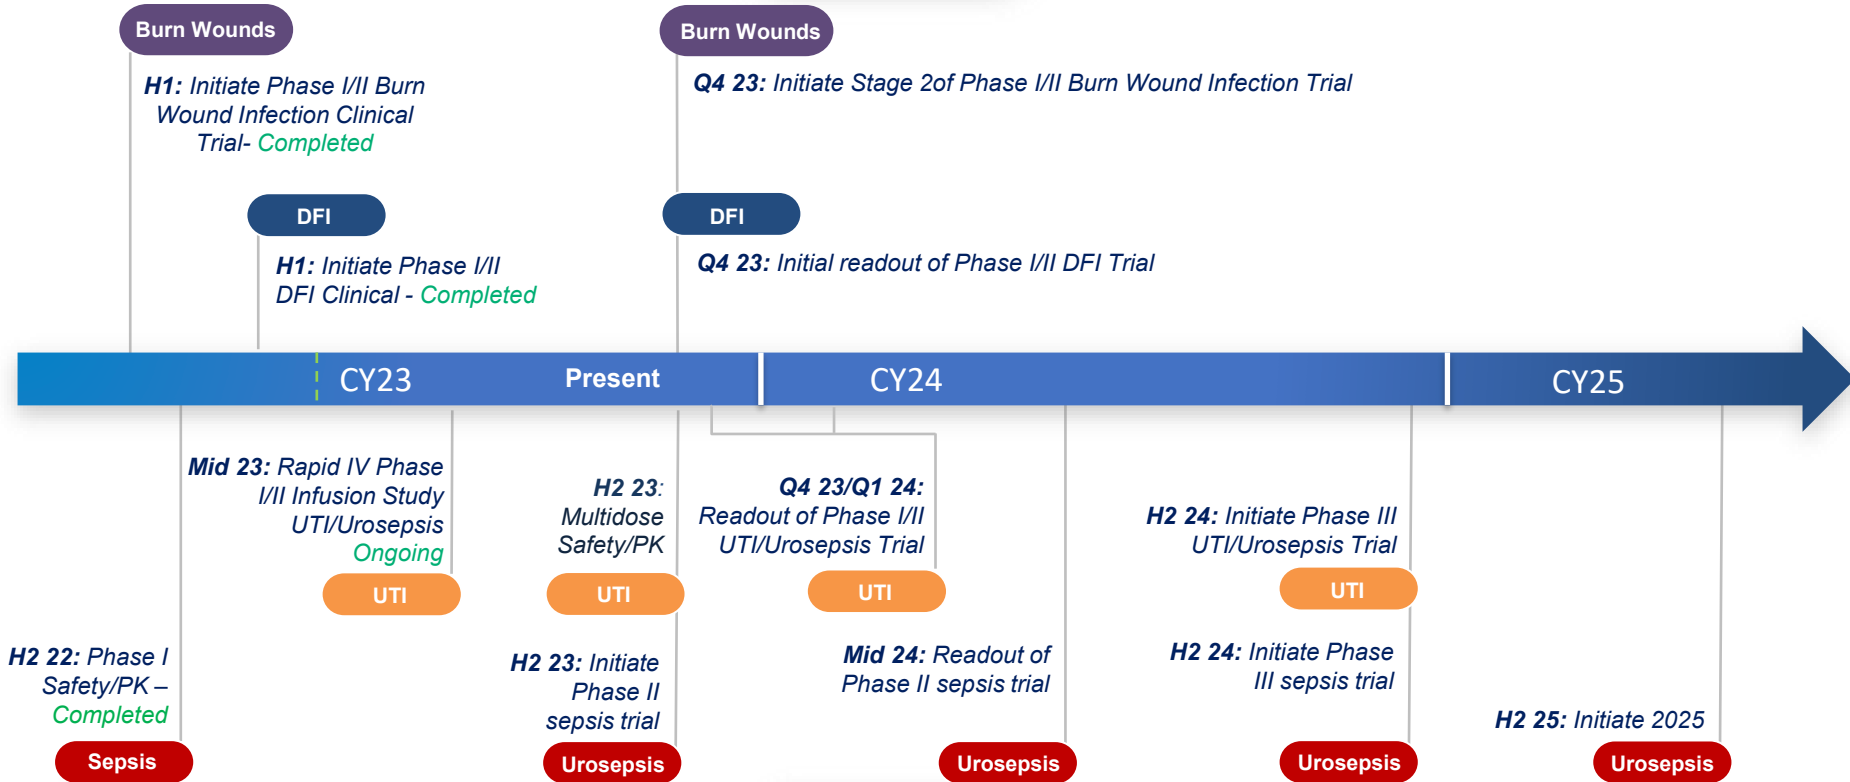 Burn Wounds
H1: Initiate Phase I/II Burn
Wound Infection Clinical
Trial- Completed
Burn Wounds
Q4 23: Initiate Stage 2of Phase I/II Burn Wound Infection Trial
DFI
H1: Initiate Phase I/II
DFI Clinical - Completed
DFI
Q4 23: Initial readout of Phase I/II DFI Trial
CY23
Present
CY24
CY25
Mid 23: Rapid IV Phase
I/II Infusion Study
UTI/Urosepsis
Ongoing
UTI
H2 23:
Multidose
Safety/PK
UTI
Q4 23/Q1 24:
Readout of Phase I/II
UTI/Urosepsis Trial
UTI
H2 24: Initiate Phase III
UTI/Urosepsis Trial
UTI
H2 22: Phase I
Safety/PK –
Completed
Sepsis
H2 23: Initiate
Phase II
sepsis trial
Urosepsis
Mid 24: Readout of
Phase II sepsis trial
Urosepsis
H2 24: Initiate Phase
III sepsis trial
Urosepsis
H2 25: Initiate 2025
Urosepsis